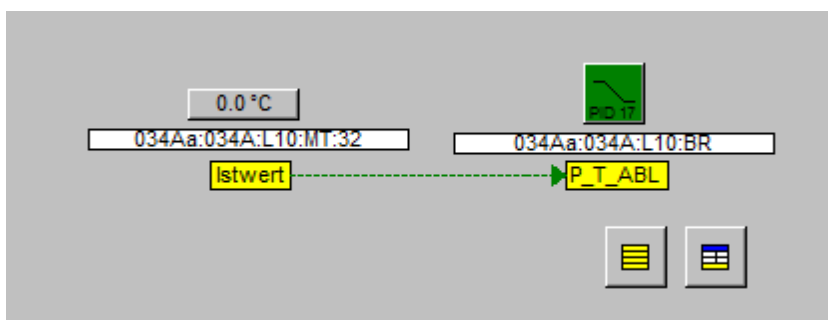 0.0 °C
PID 17
034Aa:034A:L10:MT:32
034Aa:034A:L10:BR
Istwert
P_T_ABL